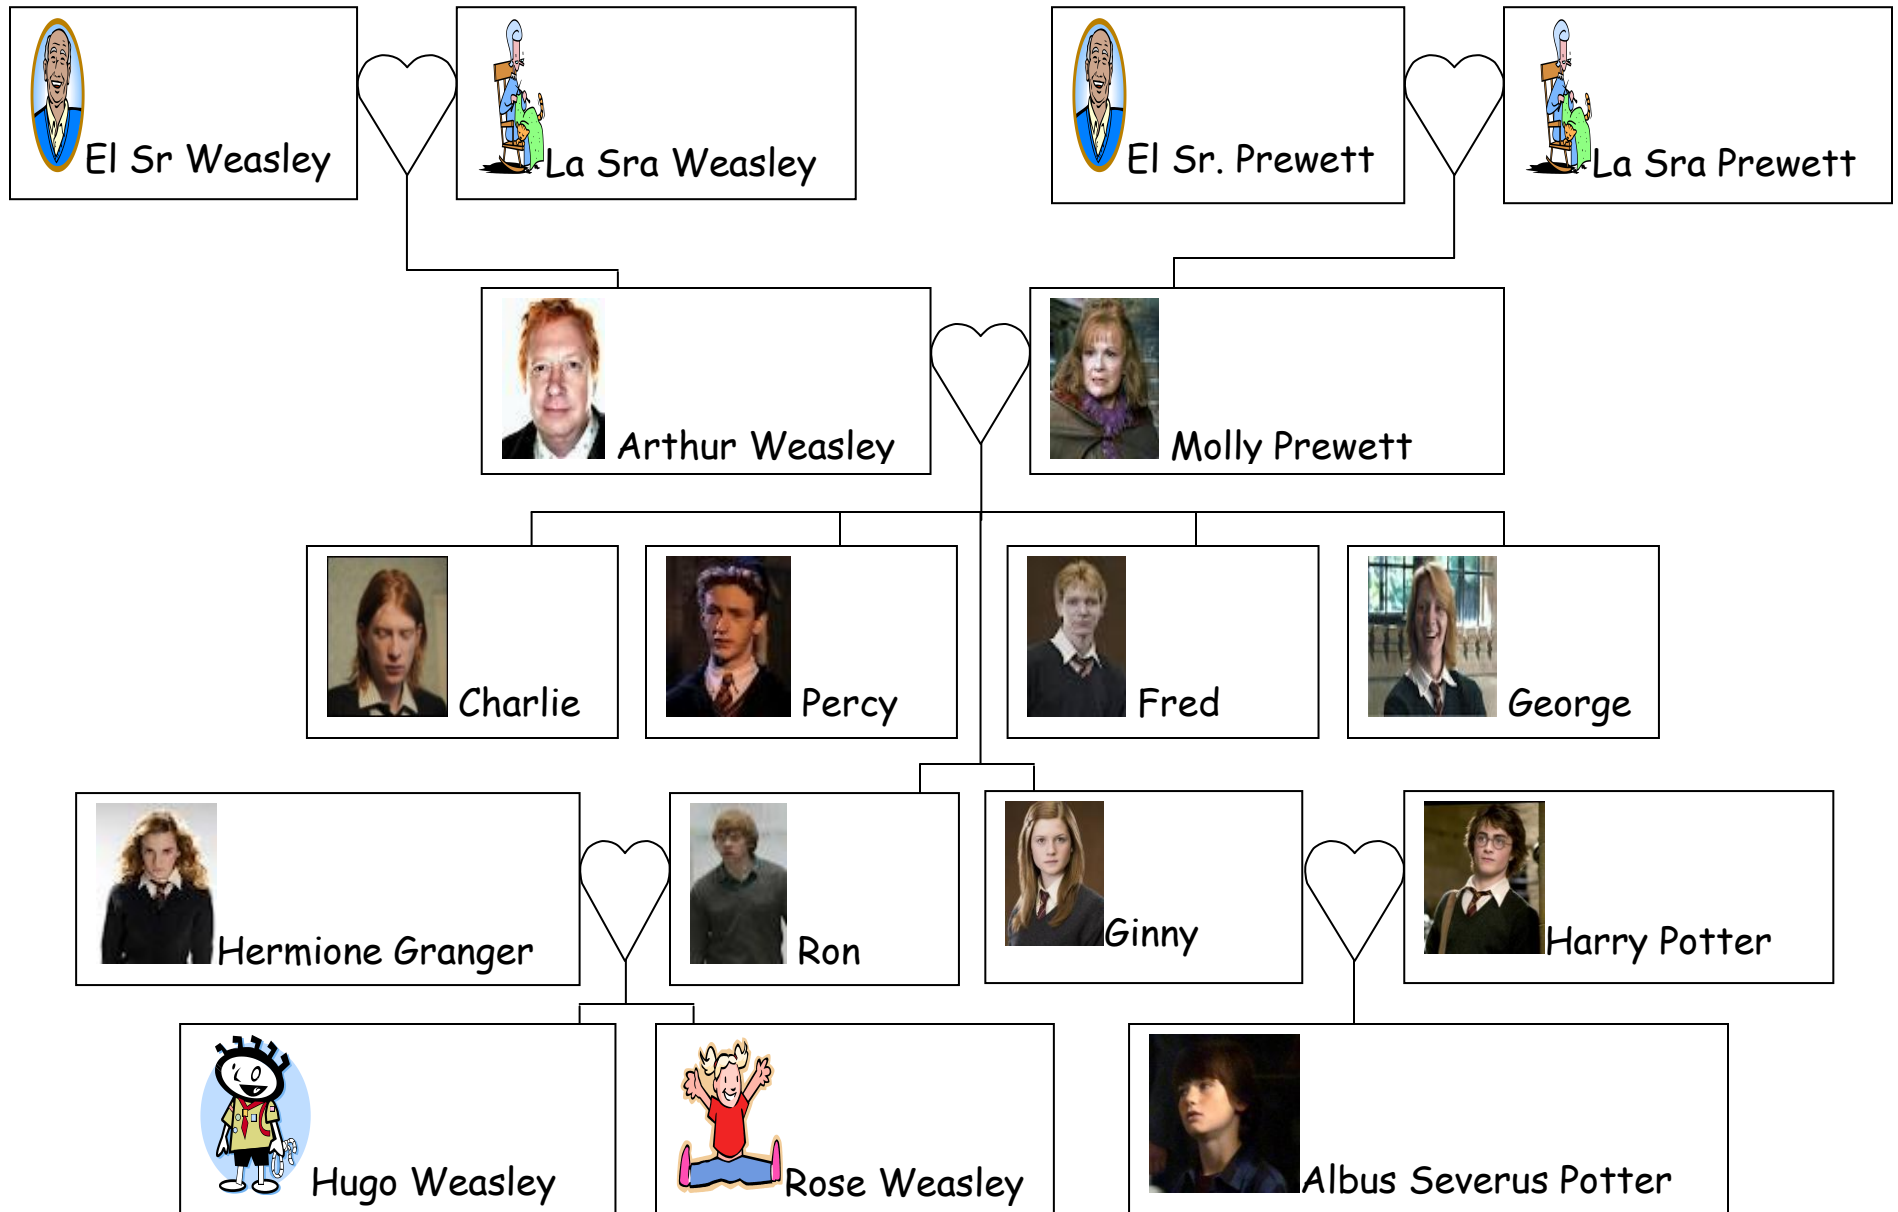 El Sr Weasley
La Sra Weasley
El Sr. Prewett
La Sra Prewett
Arthur Weasley
Molly Prewett
Charlie
Percy
Fred
George
Hermione Granger
Ron
Ginny
Harry Potter
Hugo Weasley
Rose Weasley
Albus Severus Potter